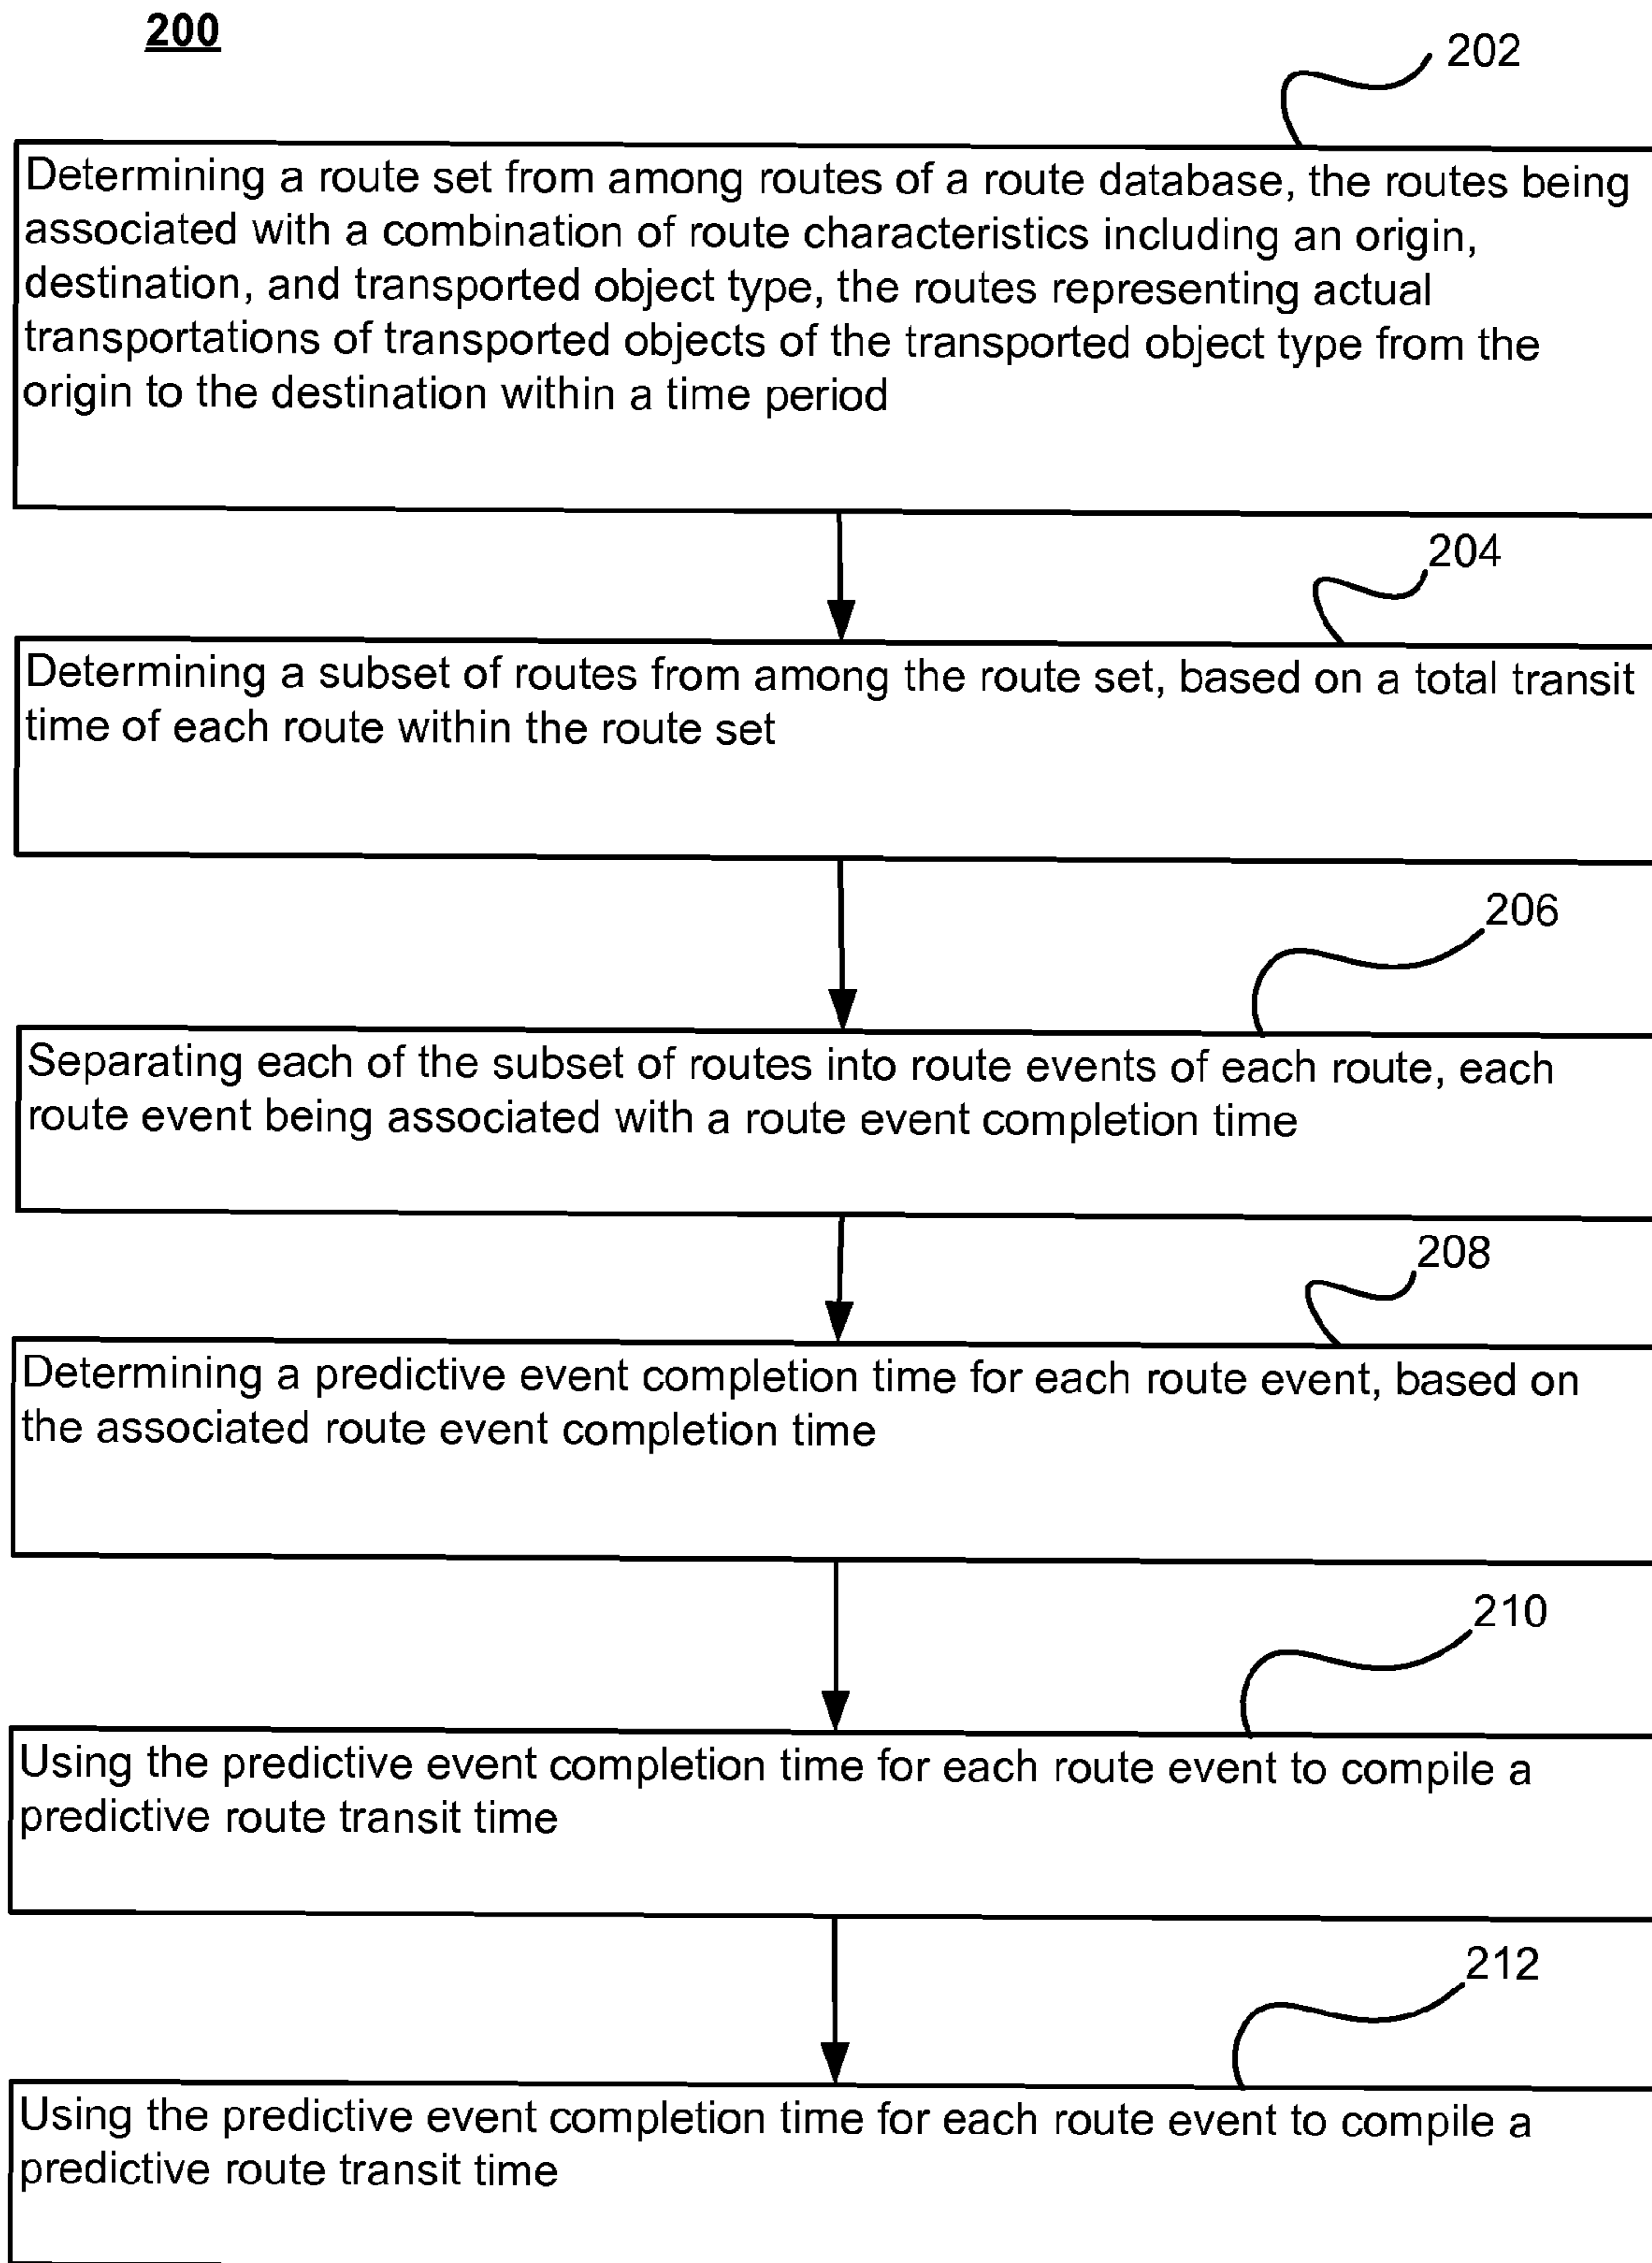 200
202
Determining a route set from among routes of a route database, the routes being
associated with a combination of route characteristics including an origin,
destination, and transported object type, the routes representing actual
transportations of transported objects of the transported object type from the
origin to the destination within a time period
204
Determining a subset of routes from among the route set, based on a total transit
time of each route within the route set
206
Separating each of the subset of routes into route events of each route, each
route event being associated with a route event completion time
208
Determining a predictive event completion time for each route event, based on
the associated route event completion time
210
Using the predictive event completion time for each route event to compile a
predictive route transit time
212
Using the predictive event completion time for each route event to compile a
predictive route transit time